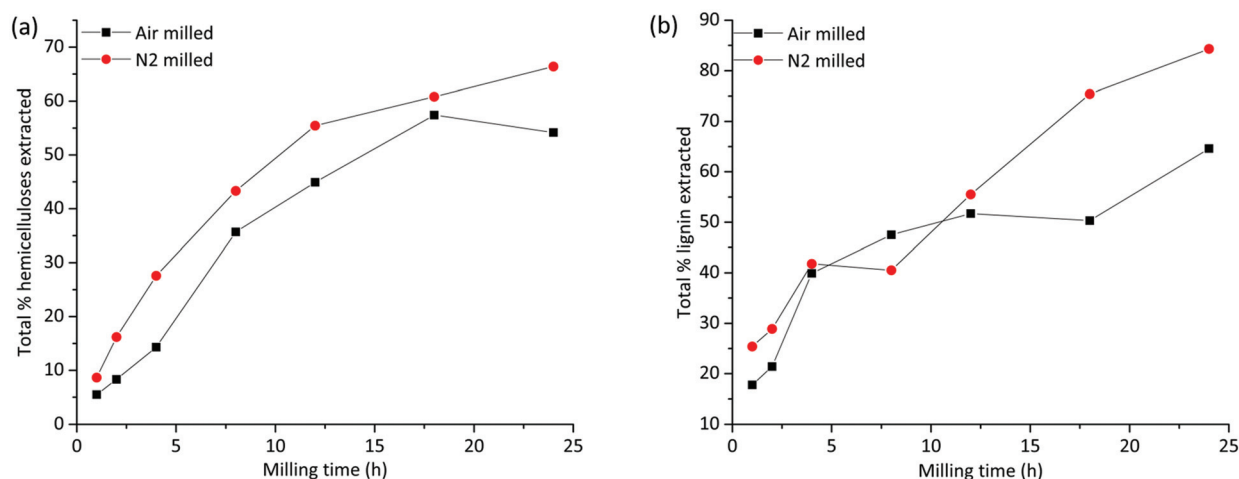 (a)
Air milled
N2 milled
Total % hemicelluloses extracted
70
60
50
40
30
20
10
0
0 5 10 15 20 25
Milling time (h)
(b)
Air milled
N2 milled
Total % lignin extracted
90
80
70
60
50
40
30
20
10
0 5 10 15 20 25
Milling time (h)